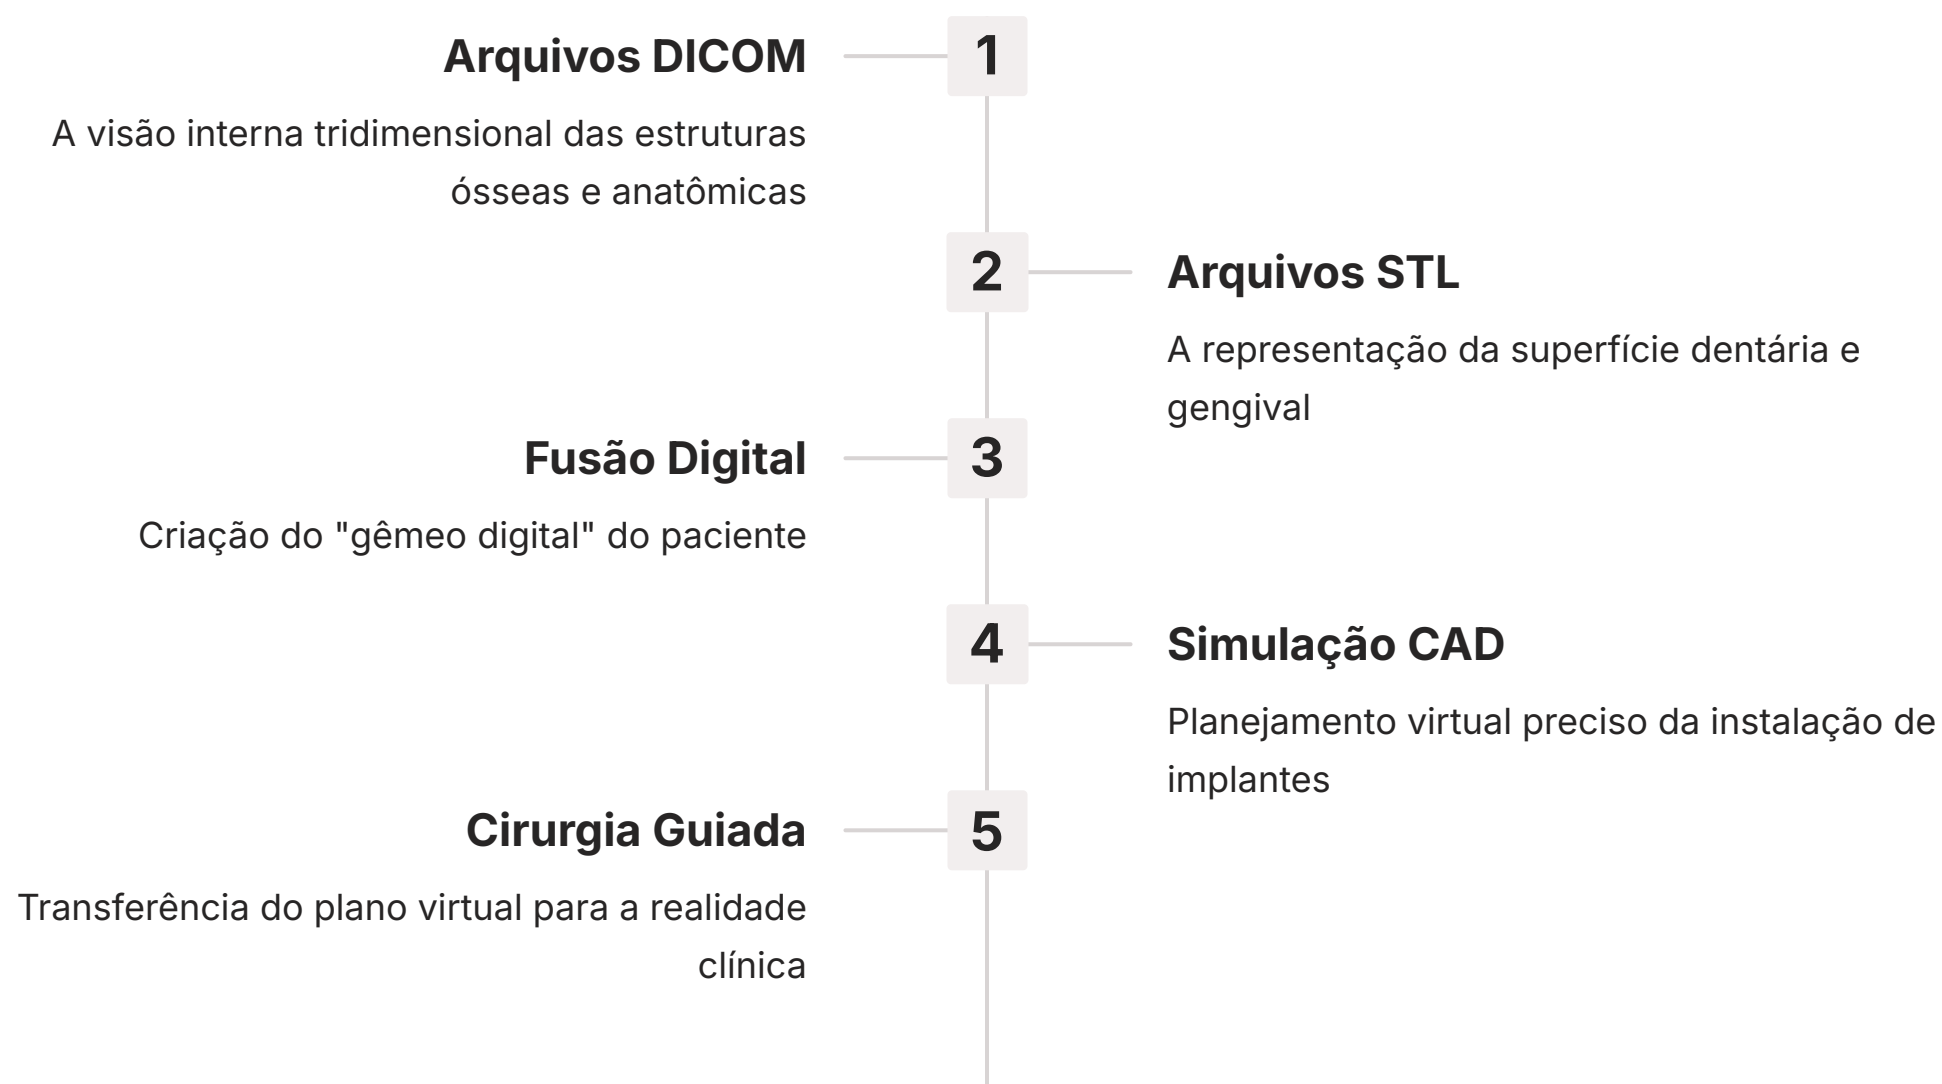 1
Arquivos DICOM
A visão interna tridimensional das estruturas
ósseas e anatômicas
2
Arquivos STL
A representação da superfície dentária e
gengival
3
Fusão Digital
Criação do "gêmeo digital" do paciente
4
Simulação CAD
Planejamento virtual preciso da instalação de
implantes
5
Cirurgia Guiada
Transferência do plano virtual para a realidade
clínica